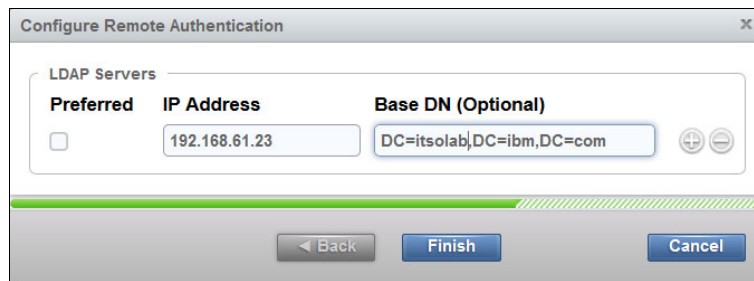 Configure Remote Authentication x
LDAP Servers
Preferred IP Address Base DN (Optional)
192.168.61.23 DC=itsolab,DC=ibm,DC=com
◄ Back Finish Cancel